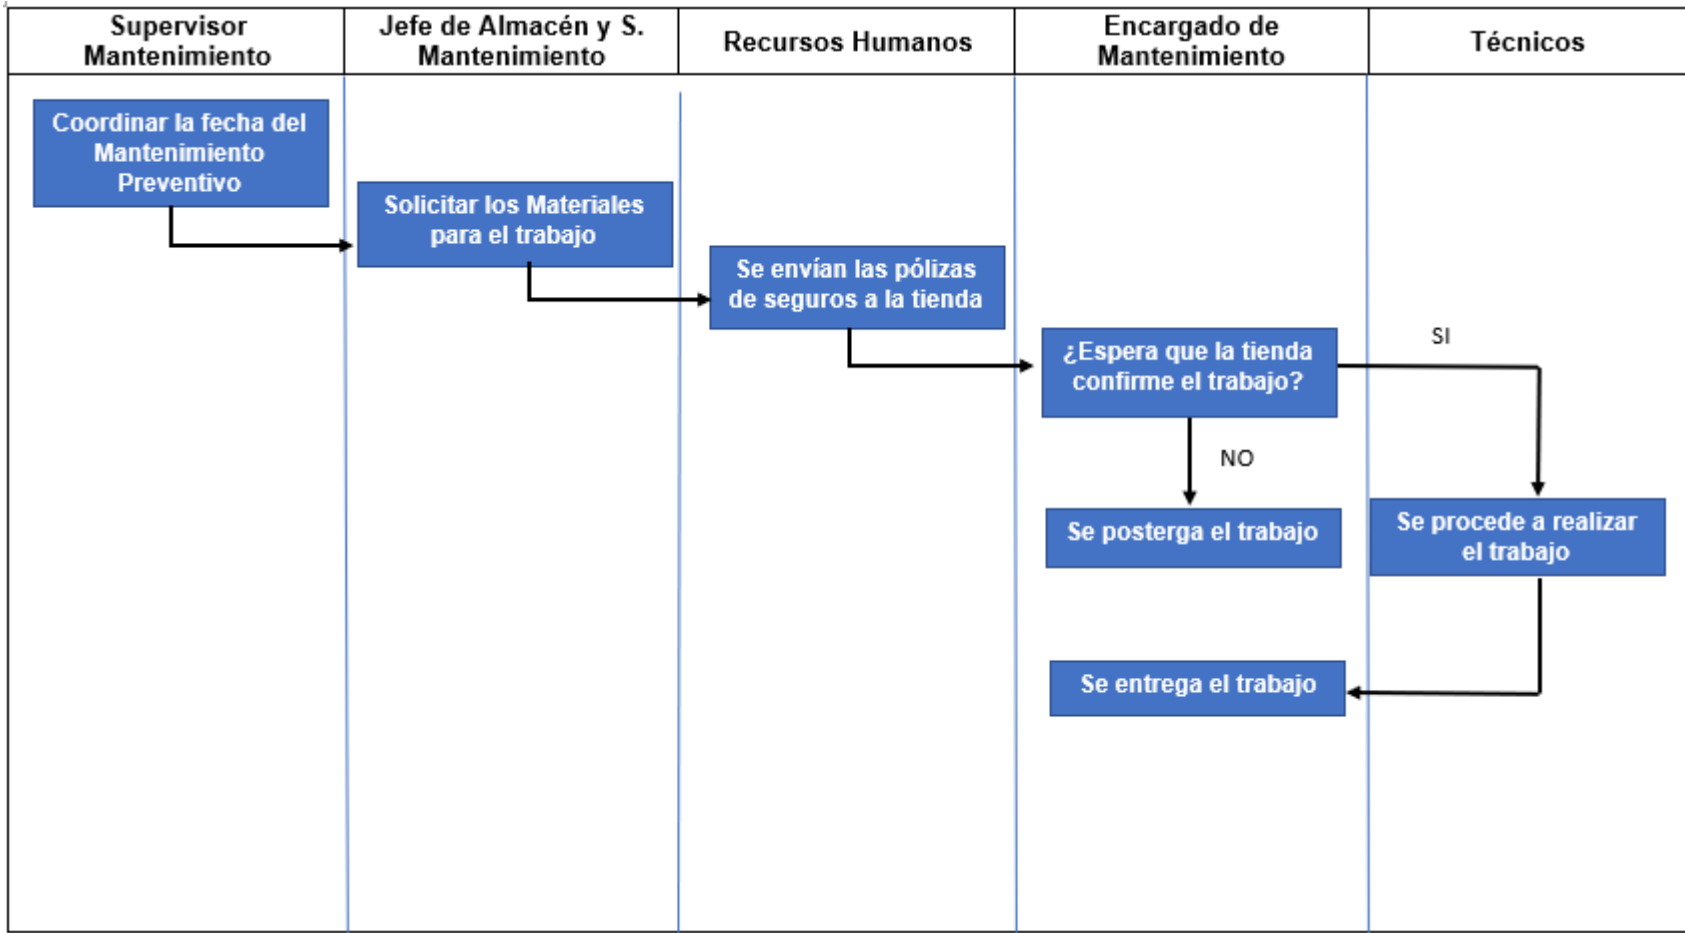 Supervisor
Mantenimiento
Jefe de Almacén y S.
Mantenimiento
Recursos Humanos
Encargado de
Mantenimiento
Técnicos
Coordinar la fecha del
Mantenimiento
Preventivo
Solicitar los Materiales
para el trabajo
Se envían las pólizas
de seguros a la tienda
¿Espera que la tienda
confirme el trabajo?
SI
NO
Se posterga el trabajo
Se procede a realizar
el trabajo
Se entrega el trabajo